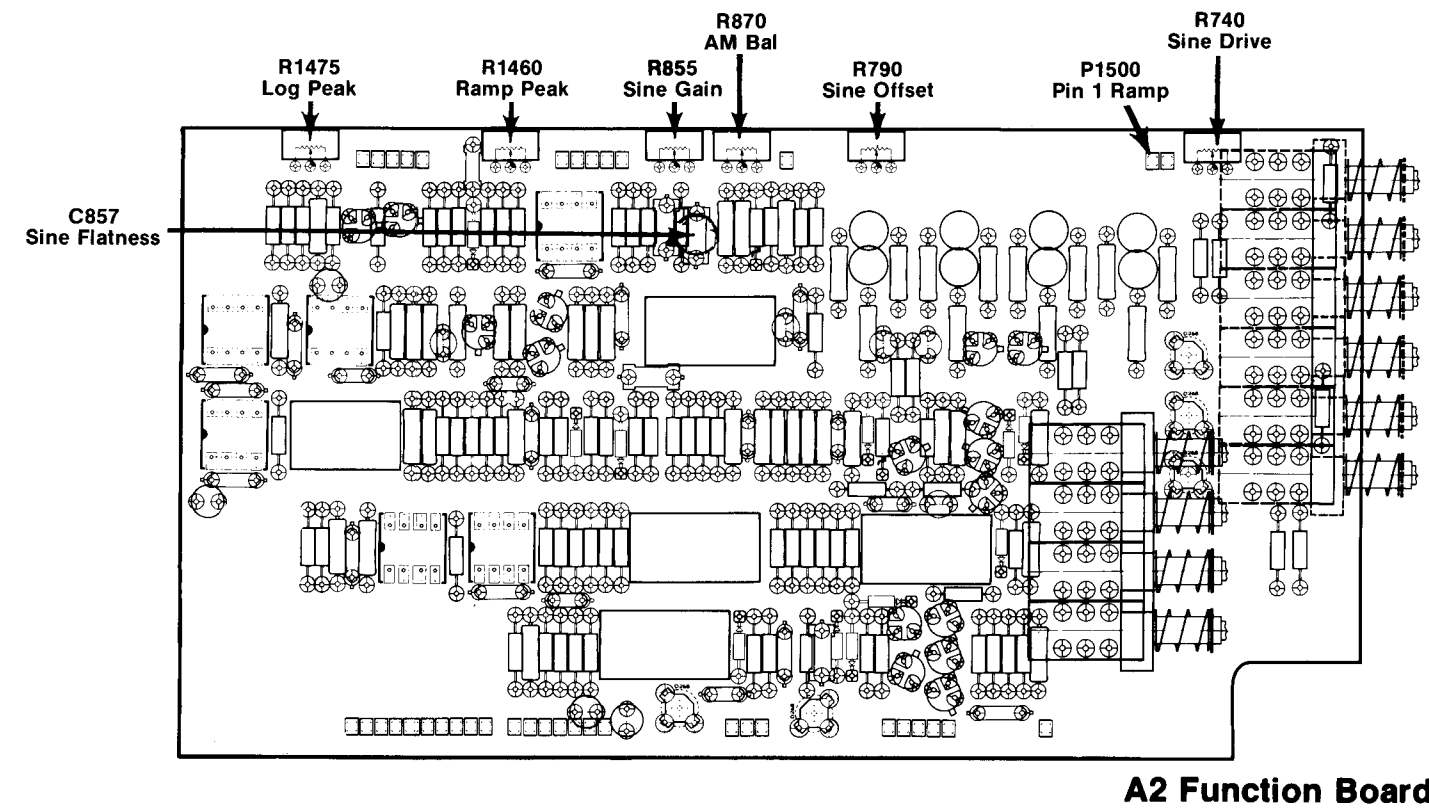 R870
AM Bal
R740
Sine Drive
R1475
Log Peak
R1460
Ramp Peak
R855
Sine Gain
R790
Sine Offset
P1500
Pin 1 Ramp
C857
Sine Flatness
A2 Function Board